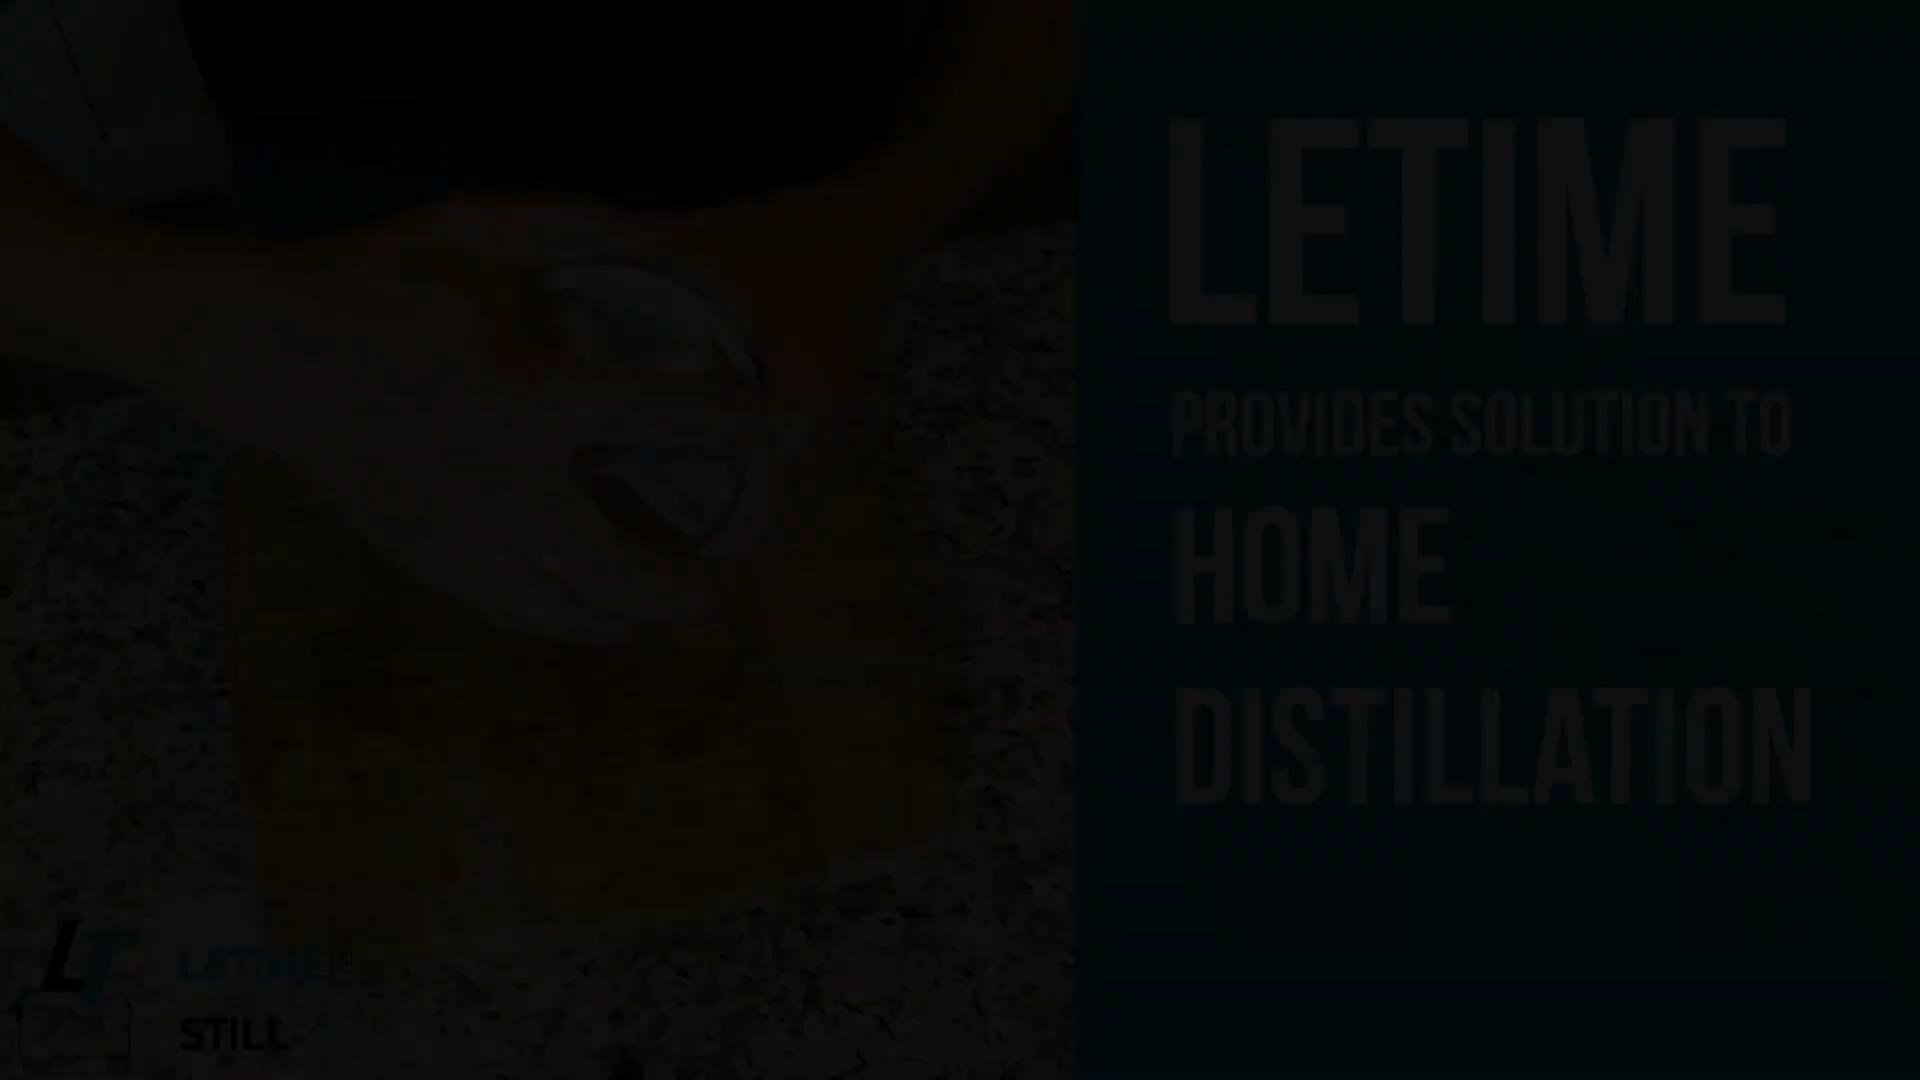 LETIME
PROVIDES SOLUTION TO
HOME
DISTILLATION
LT
LETIME
STILL